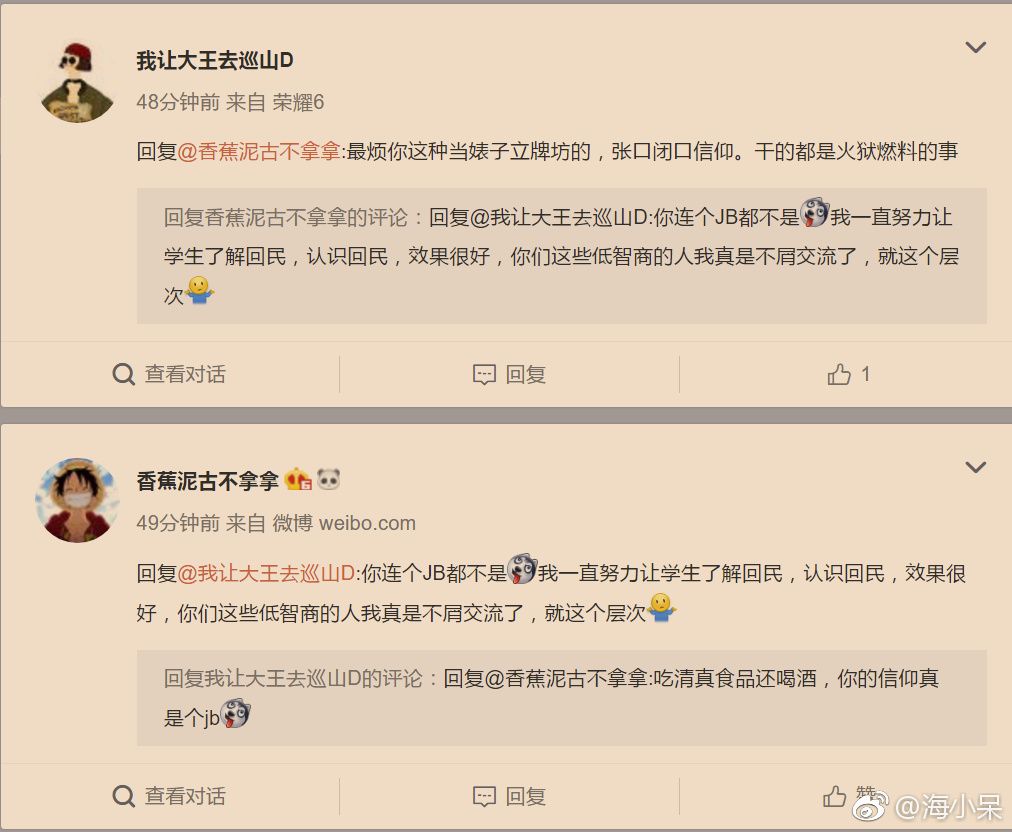 我让大王去巡山D
48分钟前 来自 荣耀6
回复@香蕉泥古不拿拿:最烦你这种当婊子立牌坊的，张口闭口信仰。干的都是火狱燃料的事
回复香蕉泥古不拿拿的评论：回复@我让大王去巡山D:你连个JB都不是我一直努力让
学生了解回民，认识回民，效果很好，你们这些低智商的人我真是不屑交流了，就这个层
次
查看对话 回复 1
香蕉泥古不拿拿
49分钟前 来自 微博 weibo.com
回复@我让大王去巡山D:你连个JB都不是我一直努力让学生了解回民，认识回民，效果很
好，你们这些低智商的人我真是不屑交流了，就这个层次
回复我让大王去巡山D的评论：回复@香蕉泥古不拿拿:吃清真食品还喝酒，你的信仰真
是个jb
查看对话 回复 赞
@海小呆